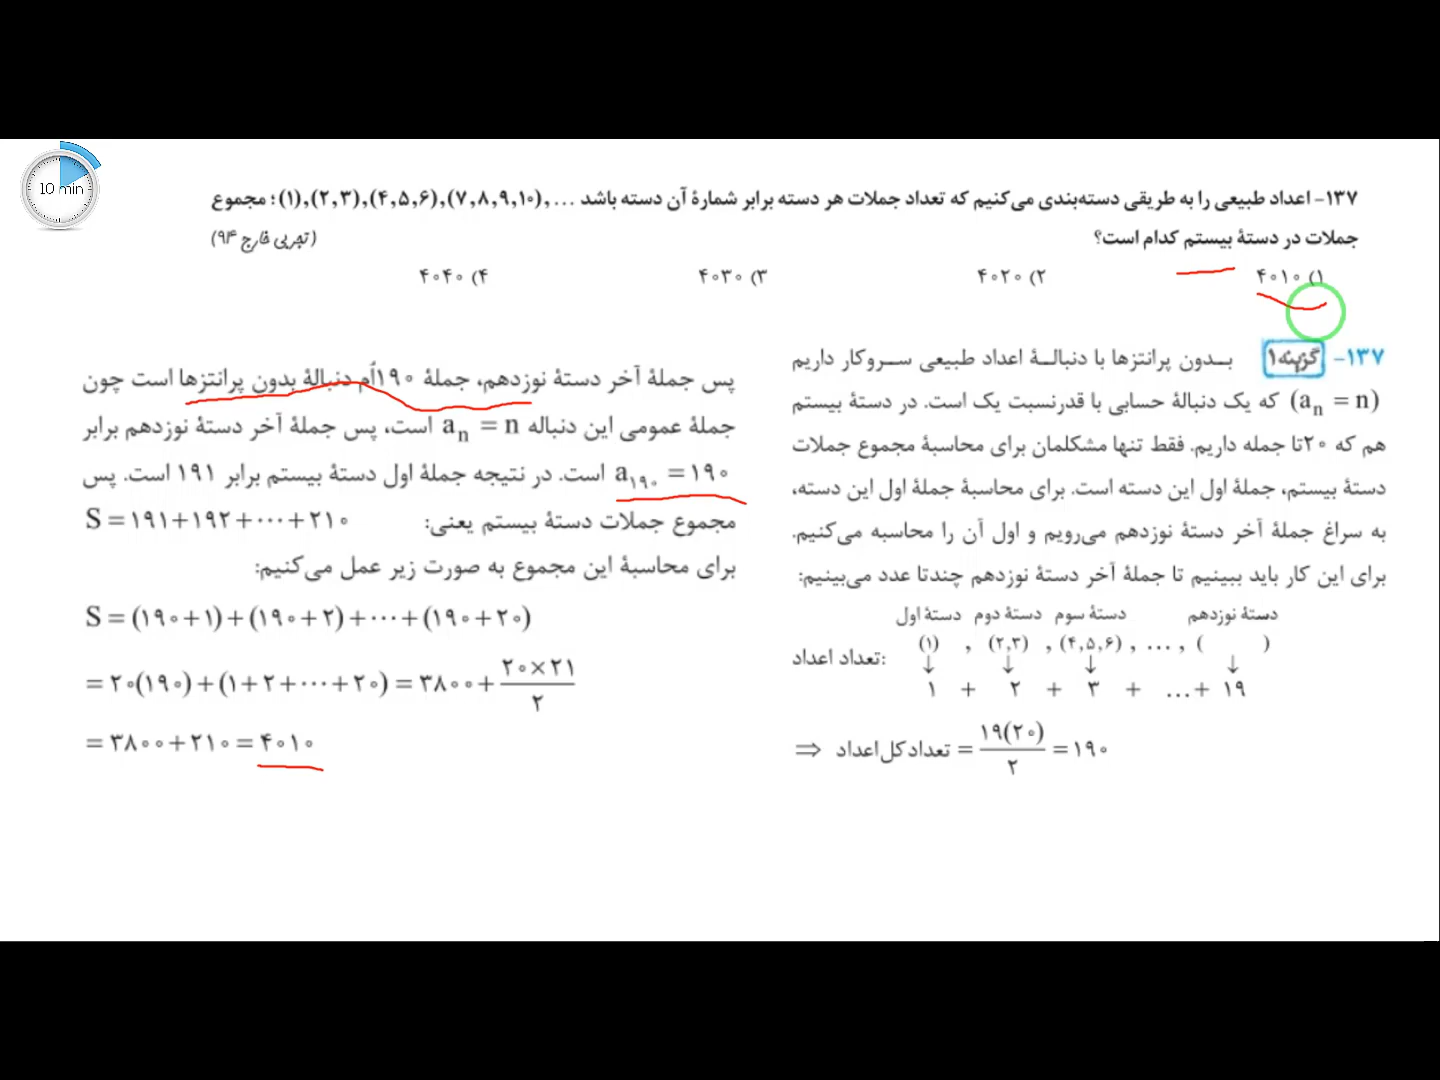 10 min
۱۳۷- اعداد طبیعی را به طریقی دسته‌بندی می‌کنیم که تعداد جملات هر دسته برابر شمارهٔ آن دسته باشد ... ,(۱),(۲,۳),(۴,۵,۶),(۷,۸,۹,۱۰)؛ مجموع
جملات در دستهٔ بیستم کدام است؟ (تجربی خارج ۹۴)
۱) ۴۰۱۰ ۲) ۴۰۲۰ ۳) ۴۰۳۰ ۴) ۴۰۴۰
۱۳۷- گزینه ۱ بدون پرانتزها با دنبالهٔ اعداد طبیعی سروکار داریم
(aₙ = n) که یک دنبالهٔ حسابی با قدرنسبت یک است. در دستهٔ بیستم
هم که ۲۰تا جمله داریم. فقط تنها مشکلمان برای محاسبهٔ مجموع جملات
دستهٔ بیستم، جملهٔ اول این دسته است. برای محاسبهٔ جملهٔ اول این دسته،
به سراغ جملهٔ آخر دستهٔ نوزدهم می‌رویم و اول آن را محاسبه می‌کنیم.
برای این کار باید ببینیم تا جملهٔ آخر دستهٔ نوزدهم چندتا عدد می‌بینیم:
دستهٔ اول دستهٔ دوم دستهٔ سوم دستهٔ نوزدهم
(۱) , (۲,۳) , (۴,۵,۶) , ... , ( )
تعداد اعداد:
↓ ↓ ↓ ↓
۱ + ۲ + ۳ + ...+ ۱۹
⇒ تعداد کل اعداد = ۱۹(۲۰)/۲ = ۱۹۰
پس جملهٔ آخر دستهٔ نوزدهم، جملهٔ ۱۹۰اُم دنبالهٔ بدون پرانتزها است چون
جملهٔ عمومی این دنباله aₙ = n است، پس جملهٔ آخر دستهٔ نوزدهم برابر
a₁۹۰ = ۱۹۰ است. در نتیجه جملهٔ اول دستهٔ بیستم برابر ۱۹۱ است. پس
مجموع جملات دستهٔ بیستم یعنی: S = ۱۹۱+۱۹۲+...+۲۱۰
برای محاسبهٔ این مجموع به صورت زیر عمل می‌کنیم:
S = (۱۹۰+۱)+(۱۹۰+۲)+...+(۱۹۰+۲۰)
= ۲۰(۱۹۰)+(۱+۲+...+۲۰) = ۳۸۰۰ + ۲۰×۲۱/۲
= ۳۸۰۰+۲۱۰ = ۴۰۱۰